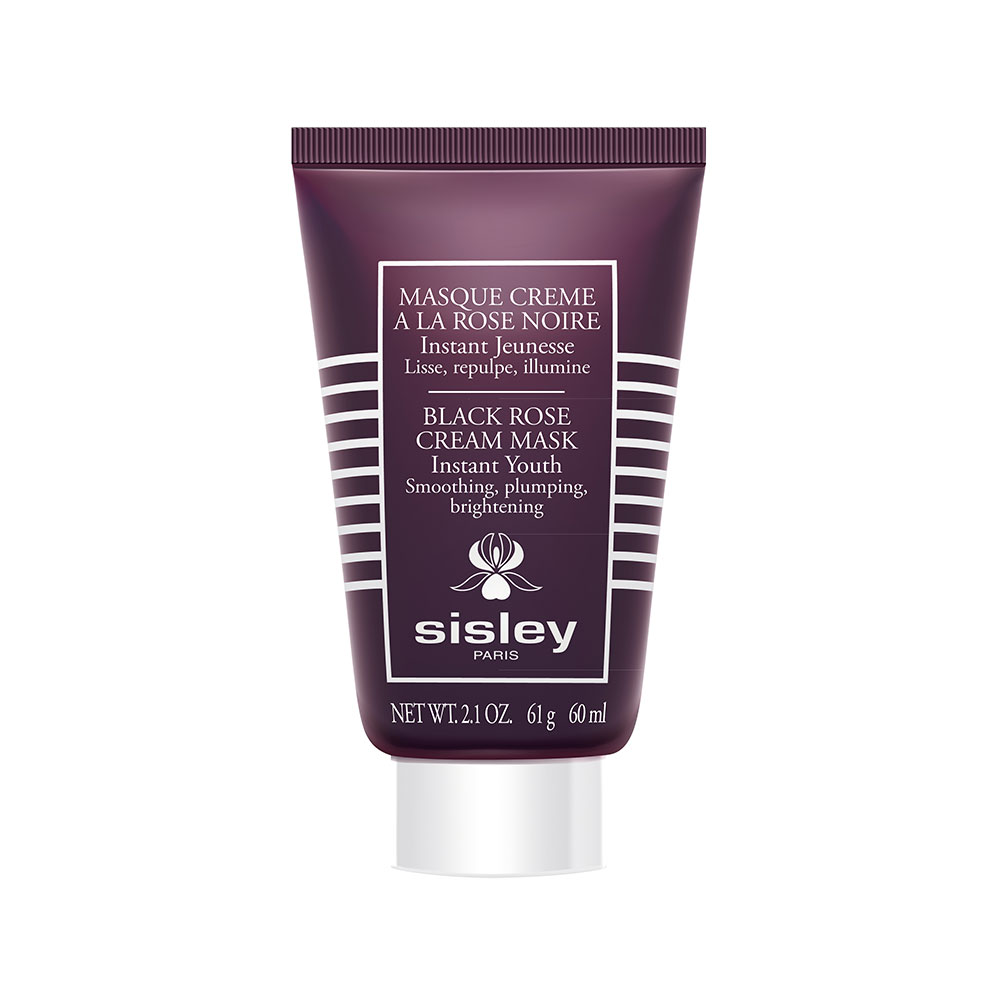 MASQUE CREME
A LA ROSE NOIRE
Instant Jeunesse
Lisse, repulpe, illumine
BLACK ROSE
CREAM MASK
Instant Youth
Smoothing, plumping,
brightening
sisley
PARIS
NET WT. 2.1 OZ. 61 g 60 ml